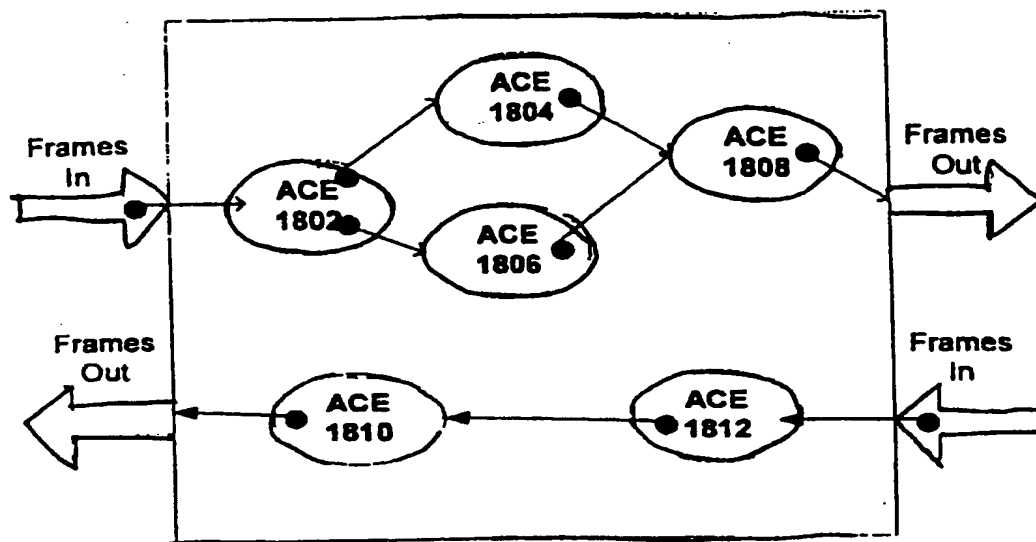 ACE
1804
Frames
In
ACE
1802
ACE
1808
Frames
Out
ACE
1806
Frames
Out
Frames
In
ACE
1810
ACE
1812